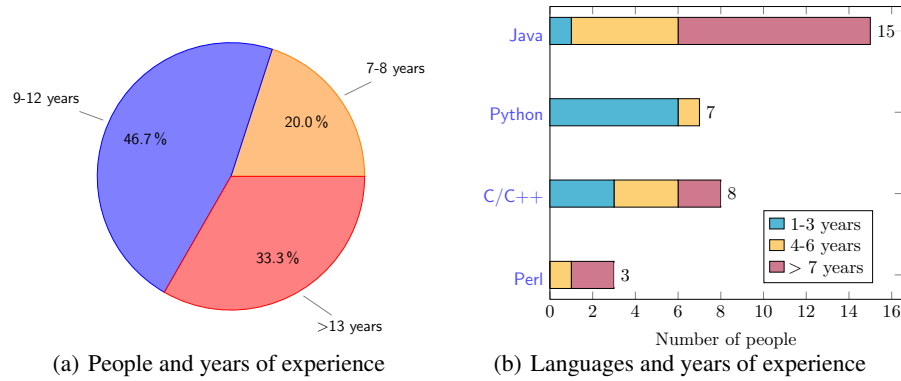 7-8 years
9-12 years
20.0 %
46.7 %
33.3 %
>13 years
(a) People and years of experience
Java
15
Python
7
C/C++
8
1-3 years
4-6 years
> 7 years
Perl
3
0 2 4 6 8 10 12 14 16
Number of people
(b) Languages and years of experience